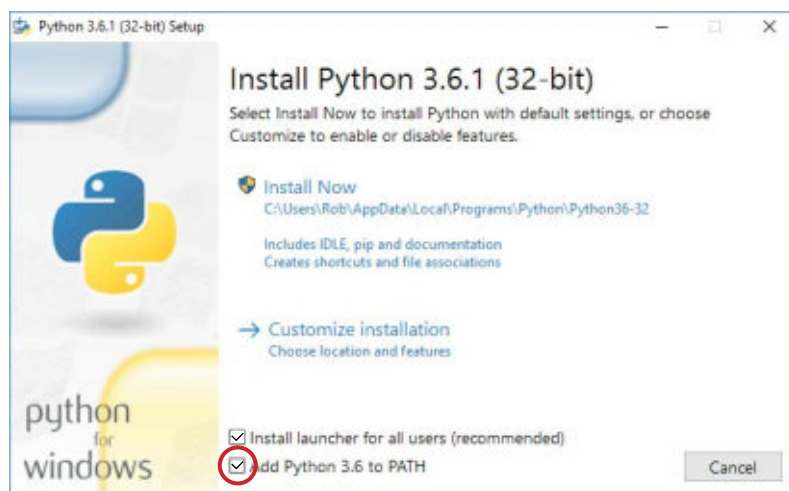 Python 3.6.1 (32-bit) Setup
Install Python 3.6.1 (32-bit)
Select Install Now to install Python with default settings, or choose
Customize to enable or disable features.
Install Now
C:\Users\Rob\AppData\Local\Programs\Python\Python36-32
Includes IDLE, pip and documentation
Creates shortcuts and file associations
Customize installation
Choose location and features
python
for
windows
Install launcher for all users (recommended)
Add Python 3.6 to PATH
Cancel